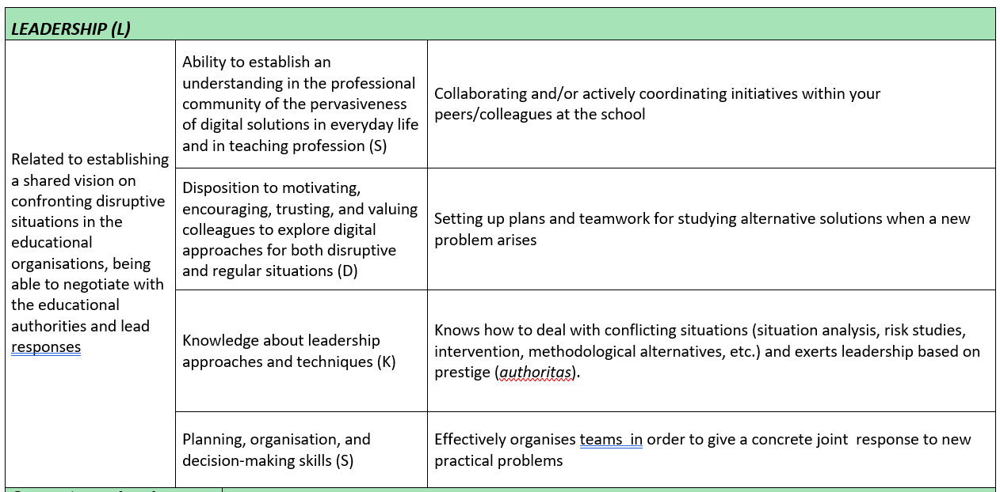 LEADERSHIP (L)
Related to establishing
a shared vision on
confronting disruptive
situations in the
educational
organisations, being
able to negotiate with
the educational
authorities and lead
responses
Ability to establish an
understanding in the professional
community of the pervasiveness
of digital solutions in everyday life
and in teaching profession (S)
Collaborating and/or actively coordinating initiatives within your
peers/colleagues at the school
Disposition to motivating,
encouraging, trusting, and valuing
colleagues to explore digital
approaches for both disruptive
and regular situations (D)
Setting up plans and teamwork for studying alternative solutions when a new
problem arises
Knowledge about leadership
approaches and techniques (K)
Knows how to deal with conflicting situations (situation analysis, risk studies,
intervention, methodological alternatives, etc.) and exerts leadership based on
prestige (authoritas).
Planning, organisation, and
decision-making skills (S)
Effectively organises teams  in order to give a concrete joint  response to new
practical problems